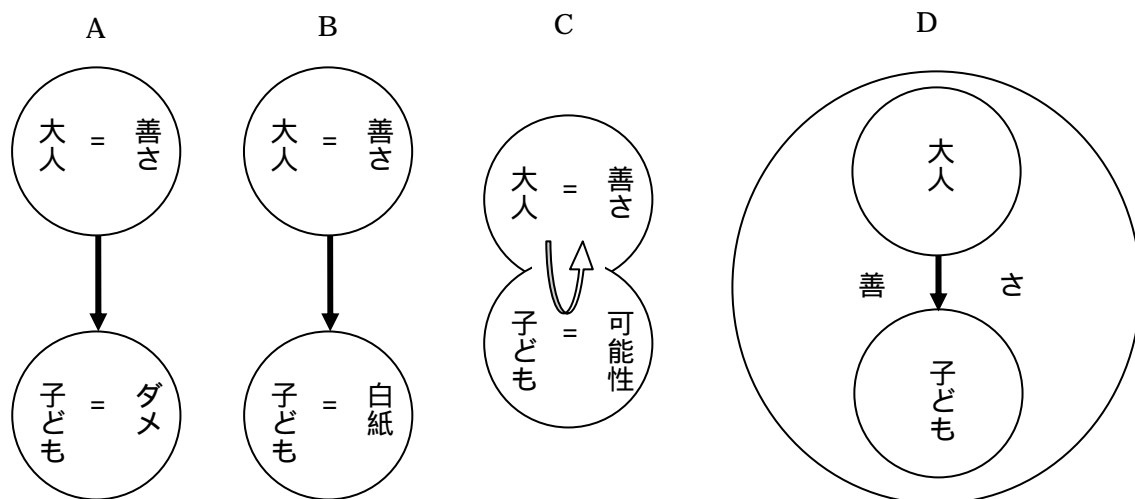 A
大人 = 善さ
子ども = ダメ
B
大人 = 善さ
子ども = 白紙
C
大人 = 善さ
子ども = 可能性
D
大人
善 さ
子ども